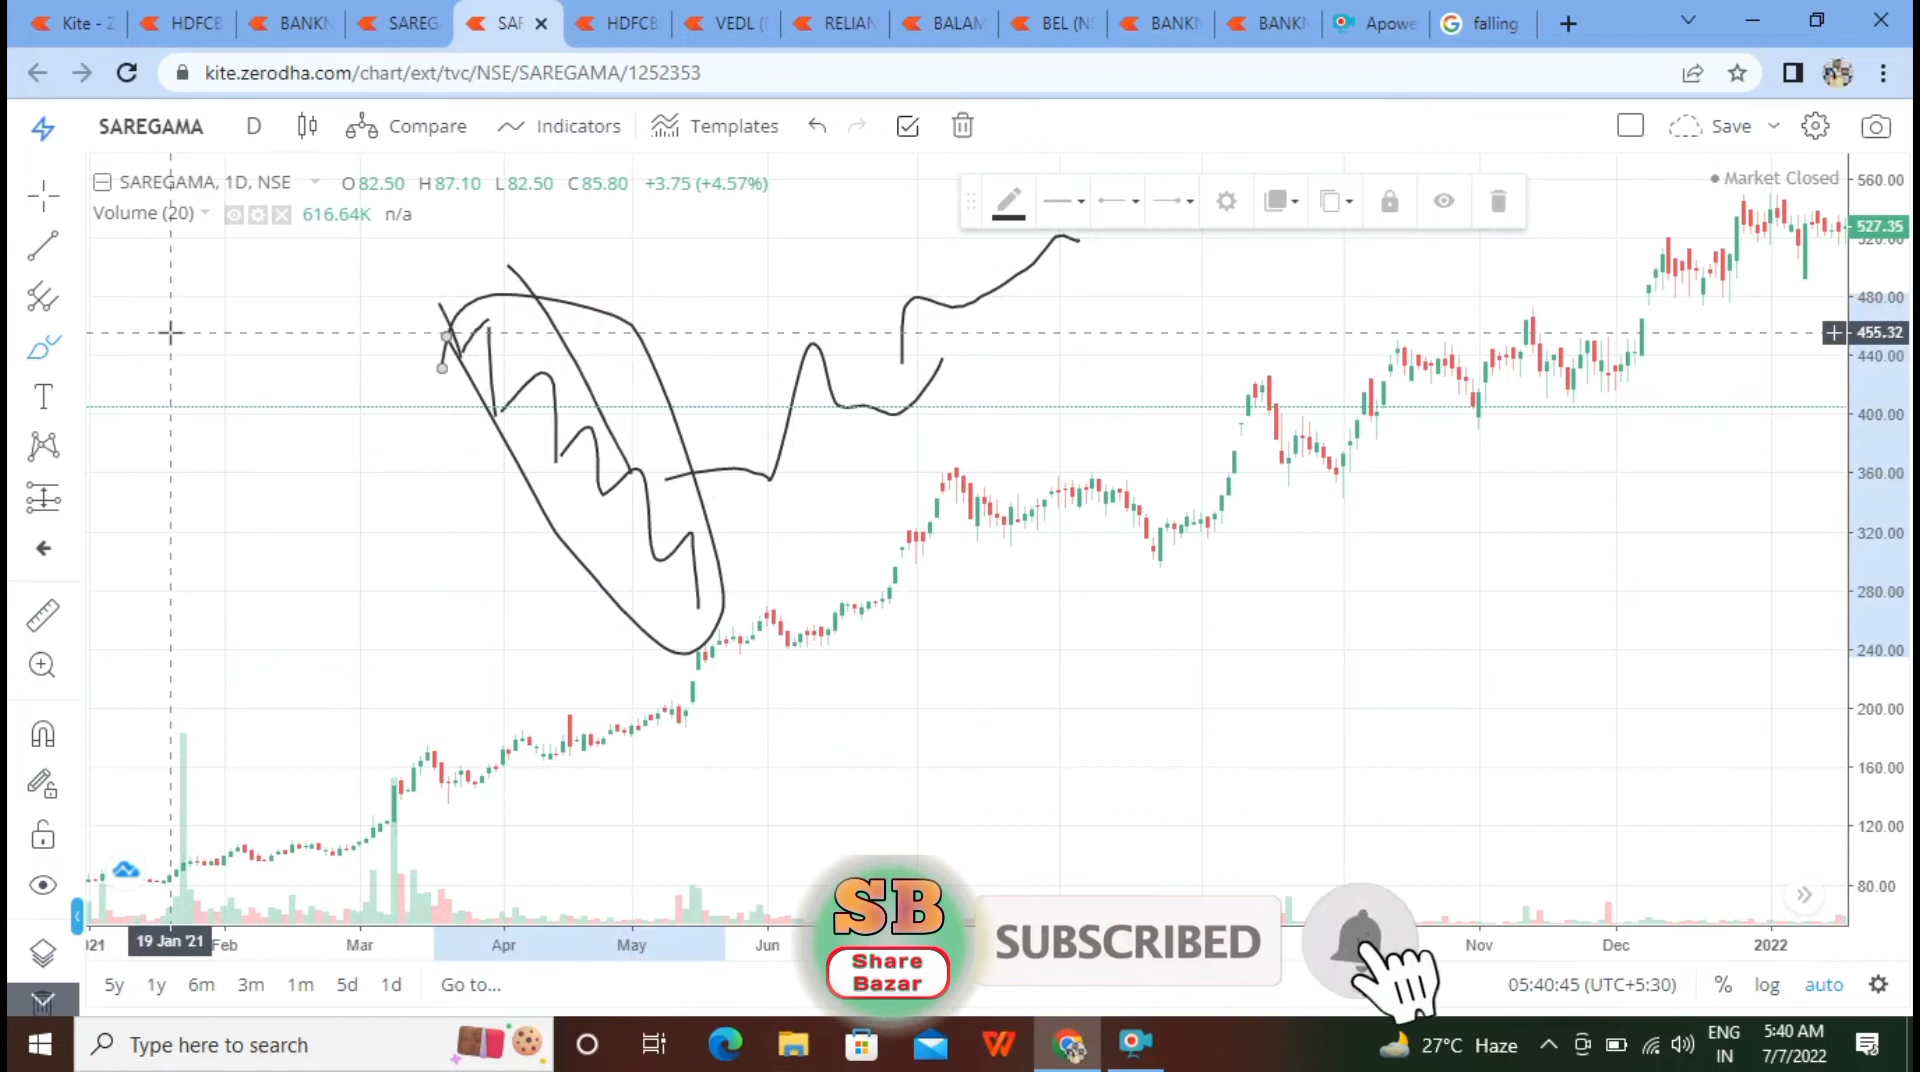 Kite - Z
HDFCB
BANKN
SAREG
SAR
HDFCB
VEDL (
RELIAN
BALAM
BEL (NS
BANKN
BANKN
Apowe
falling
kite.zerodha.com/chart/ext/tvc/NSE/SAREGAMA/1252353
SAREGAMA D Compare Indicators Templates Save
SAREGAMA, 1D, NSE O82.50 H87.10 L82.50 C85.80 +3.75 (+4.57%)
Volume (20) 616.64K n/a
Market Closed
560.00
527.35
520.00
480.00
455.32
440.00
400.00
360.00
320.00
280.00
240.00
200.00
160.00
120.00
80.00
SB
Share
Bazar
SUBSCRIBED
021 19 Jan '21 Feb Mar Apr May Jun Nov Dec 2022
5y 1y 6m 3m 1m 5d 1d Go to... 05:40:45 (UTC+5:30) % log auto
Type here to search
27°C Haze
ENG
IN
5:40 AM
7/7/2022